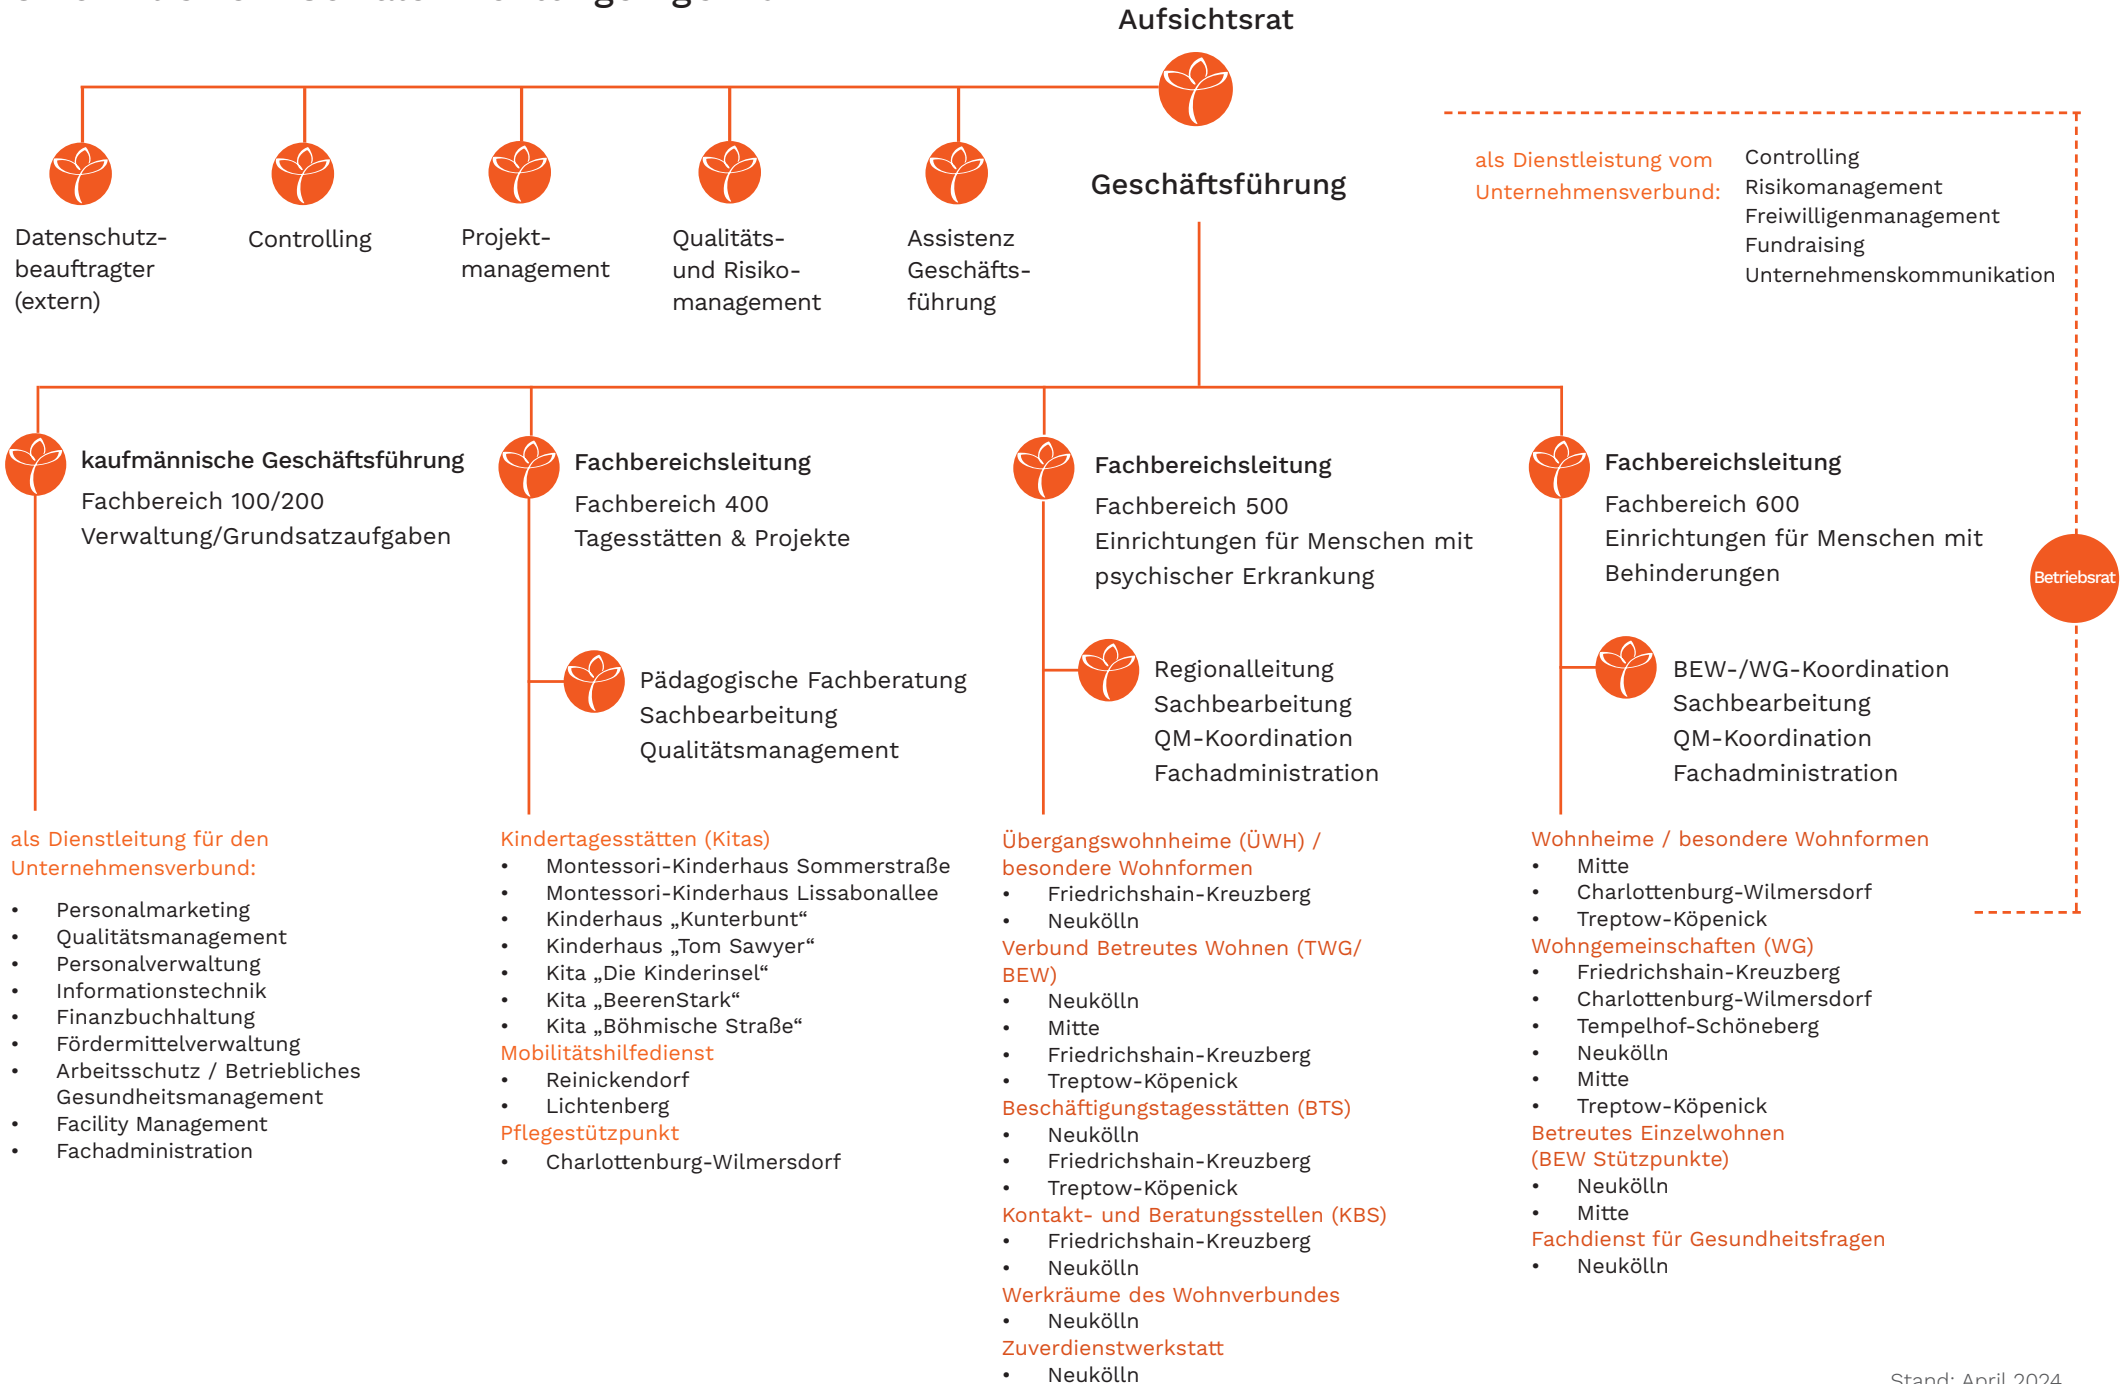 Aufsichtsrat
Geschäftsführung
Datenschutz-
beauftragter
(extern)
Controlling
Projekt-
management
Qualitäts-
und Risiko-
management
Assistenz
Geschäfts-
führung
als Dienstleistung vom
Unternehmensverbund:
Controlling
Risikomanagement
Freiwilligenmanagement
Fundraising
Unternehmenskommunikation
Betriebsrat
kaufmännische Geschäftsführung
Fachbereich 100/200
Verwaltung/Grundsatzaufgaben
als Dienstleitung für den
Unternehmensverbund:
• Personalmarketing
• Qualitätsmanagement
• Personalverwaltung
• Informationstechnik
• Finanzbuchhaltung
• Fördermittelverwaltung
• Arbeitsschutz / Betriebliches
Gesundheitsmanagement
• Facility Management
• Fachadministration
Fachbereichsleitung
Fachbereich 400
Tagesstätten & Projekte
Pädagogische Fachberatung
Sachbearbeitung
Qualitätsmanagement
Kindertagesstätten (Kitas)
• Montessori-Kinderhaus Sommerstraße
• Montessori-Kinderhaus Lissabonallee
• Kinderhaus „Kunterbunt“
• Kinderhaus „Tom Sawyer“
• Kita „Die Kinderinsel“
• Kita „BeerenStark“
• Kita „Böhmische Straße“
Mobilitätshilfedienst
• Reinickendorf
• Lichtenberg
Pflegestützpunkt
• Charlottenburg-Wilmersdorf
Fachbereichsleitung
Fachbereich 500
Einrichtungen für Menschen mit
psychischer Erkrankung
Regionalleitung
Sachbearbeitung
QM-Koordination
Fachadministration
Übergangswohnheime (ÜWH) /
besondere Wohnformen
• Friedrichshain-Kreuzberg
• Neukölln
Verbund Betreutes Wohnen (TWG/
BEW)
• Neukölln
• Mitte
• Friedrichshain-Kreuzberg
• Treptow-Köpenick
Beschäftigungstagesstätten (BTS)
• Neukölln
• Friedrichshain-Kreuzberg
• Treptow-Köpenick
Kontakt- und Beratungsstellen (KBS)
• Friedrichshain-Kreuzberg
• Neukölln
Werkräume des Wohnverbundes
• Neukölln
Zuverdienstwerkstatt
• Neukölln
Fachbereichsleitung
Fachbereich 600
Einrichtungen für Menschen mit
Behinderungen
BEW-/WG-Koordination
Sachbearbeitung
QM-Koordination
Fachadministration
Wohnheime / besondere Wohnformen
• Mitte
• Charlottenburg-Wilmersdorf
• Treptow-Köpenick
Wohngemeinschaften (WG)
• Friedrichshain-Kreuzberg
• Charlottenburg-Wilmersdorf
• Tempelhof-Schöneberg
• Neukölln
• Mitte
• Treptow-Köpenick
Betreutes Einzelwohnen
(BEW Stützpunkte)
• Neukölln
• Mitte
Fachdienst für Gesundheitsfragen
• Neukölln
Stand: April 2024